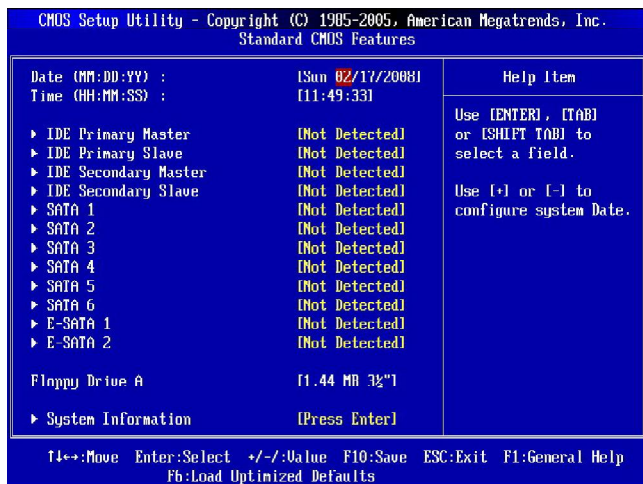 CMOS Setup Utility - Copyright (C) 1985-2005, American Megatrends, Inc.
Standard CMOS Features
Date (MM:DD:YY) : [Sun 02/17/2008]
Time (HH:MM:SS) : [11:49:33]
▶ IDE Primary Master [Not Detected]
▶ IDE Primary Slave [Not Detected]
▶ IDE Secondary Master [Not Detected]
▶ IDE Secondary Slave [Not Detected]
▶ SATA 1 [Not Detected]
▶ SATA 2 [Not Detected]
▶ SATA 3 [Not Detected]
▶ SATA 4 [Not Detected]
▶ SATA 5 [Not Detected]
▶ SATA 6 [Not Detected]
▶ E-SATA 1 [Not Detected]
▶ E-SATA 2 [Not Detected]
Floppy Drive A [1.44 MB 3½"]
▶ System Information [Press Enter]
Help Item
Use [ENTER], [TAB]
or [SHIFT TAB] to
select a field.
Use [+] or [-] to
configure system Date.
↑↓←→:Move Enter:Select +/-/:Value F10:Save ESC:Exit F1:General Help
F6:Load Optimized Defaults